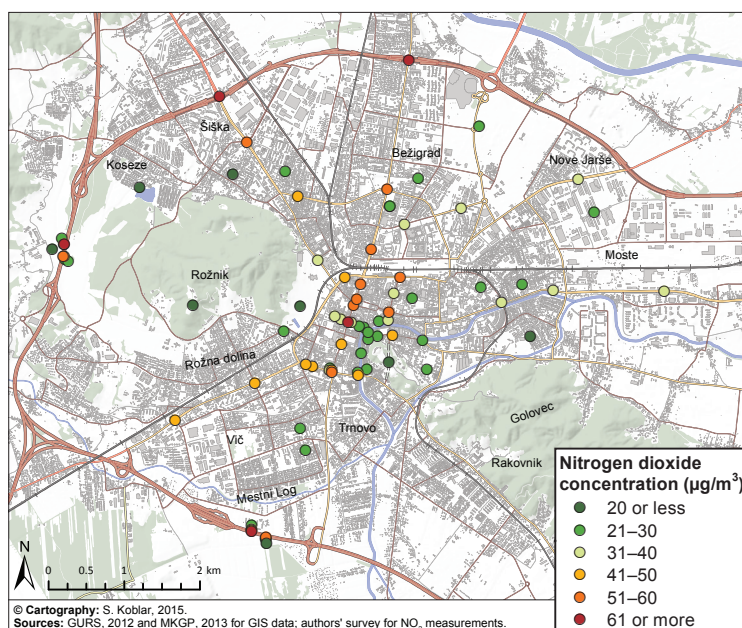 Šiška
Bežigrad
Koseze
Nove Jarše
Moste
Rožnik
Rožna dolina
Golovec
Vič
Trnovo
Rakovnik
Mestni Log
Nitrogen dioxide
concentration (µg/m³)
20 or less
21–30
31–40
41–50
51–60
61 or more
N
0 0.5 1 2 km
© Cartography: S. Koblar, 2015.
Sources: GURS, 2012 and MKGP, 2013 for GIS data; authors' survey for NO₂ measurements.